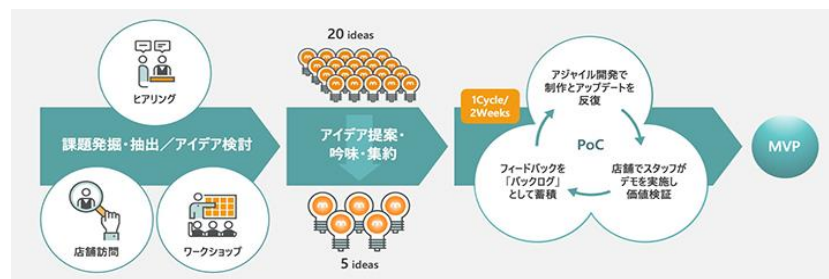 ヒアリング
課題発掘・抽出／アイデア検討
店舗訪問
ワークショップ
20 ideas
アイデア提案・
吟味・集約
5 ideas
1Cycle/
2Weeks
アジャイル開発で
制作とアップデートを
反復
PoC
店舗でスタッフが
デモを実施し
価値検証
フィードバックを
「バックログ」
として蓄積
MVP